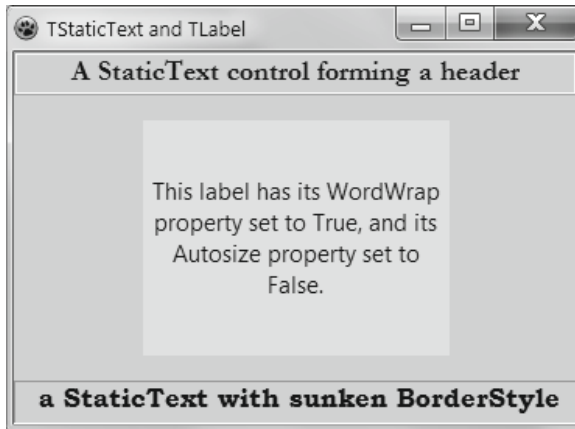 TStaticText and TLabel
A StaticText control forming a header
This label has its WordWrap
property set to True, and its
Autosize property set to
False.
a StaticText with sunken BorderStyle